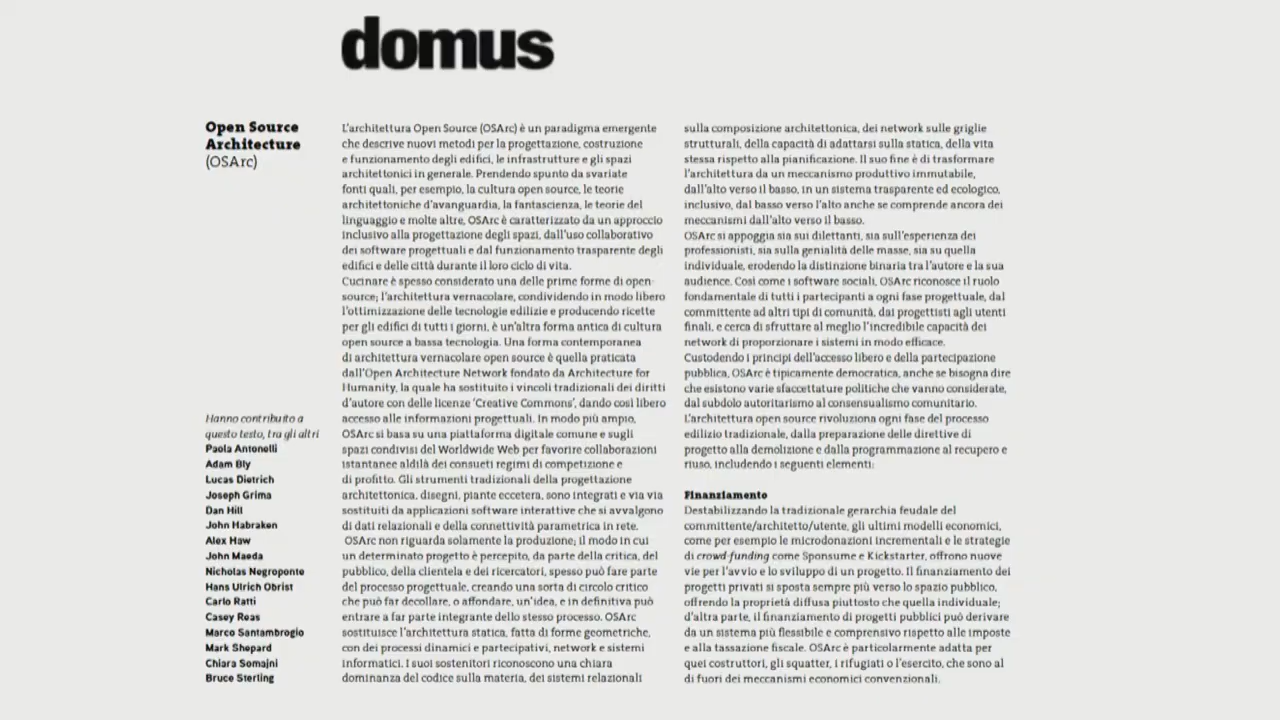 domus
Open Source
Architecture
(OSArc)
Hanno contribuito a
questo testo, tra gli altri
Paola Antonelli
Adam Bly
Lucas Dietrich
Joseph Grima
Dan Hill
John Habraken
Alex Haw
John Maeda
Nicholas Negroponte
Hans Ulrich Obrist
Carlo Ratti
Casey Reas
Marco Santambrogio
Mark Shepard
Chiara Somajni
Bruce Sterling
L'architettura Open Source (OSArc) è un paradigma emergente
che descrive nuovi metodi per la progettazione, costruzione
e funzionamento degli edifici, le infrastrutture e gli spazi
architettonici in generale. Prendendo spunto da svariate
fonti quali, per esempio, la cultura open source, le teorie
architettoniche d'avanguardia, la fantascienza, le teorie del
linguaggio e molte altre, OSArc è caratterizzato da un approccio
inclusivo alla progettazione degli spazi, dall'uso collaborativo
dei software progettuali e dal funzionamento trasparente degli
edifici e delle città durante il loro ciclo di vita.
Cucinare è spesso considerato una delle prime forme di open
source; l'architettura vernacolare, condividendo in modo libero
l'ottimizzazione delle tecnologie edilizie e producendo ricette
per gli edifici di tutti i giorni, è un'altra forma antica di cultura
open source a bassa tecnologia. Una forma contemporanea
di architettura vernacolare open source è quella praticata
dall'Open Architecture Network fondato da Architecture for
Humanity, la quale ha sostituito i vincoli tradizionali dei diritti
d'autore con delle licenze 'Creative Commons', dando così libero
accesso alle informazioni progettuali. In modo più ampio,
OSArc si basa su una piattaforma digitale comune e sugli
spazi condivisi del Worldwide Web per favorire collaborazioni
istantanee aldilà dei consueti regimi di competizione e
di profitto. Gli strumenti tradizionali della progettazione
architettonica, disegni, piante eccetera, sono integrati e via via
sostituiti da applicazioni software interattive che si avvalgono
di dati relazionali e della connettività parametrica in rete.
OSArc non riguarda solamente la produzione; il modo in cui
un determinato progetto è percepito, da parte della critica, del
pubblico, della clientela e dei ricercatori, spesso può fare parte
del processo progettuale, creando una sorta di circolo critico
che può far decollare, o affondare, un'idea, e in definitiva può
entrare a far parte integrante dello stesso processo. OSArc
sostituisce l'architettura statica, fatta di forme geometriche,
con dei processi dinamici e partecipativi, network e sistemi
informatici. I suoi sostenitori riconoscono una chiara
dominanza del codice sulla materia, dei sistemi relazionali
sulla composizione architettonica, dei network sulle griglie
strutturali, della capacità di adattarsi sulla statica, della vita
stessa rispetto alla pianificazione. Il suo fine è di trasformare
l'architettura da un meccanismo produttivo immutabile,
dall'alto verso il basso, in un sistema trasparente ed ecologico,
inclusivo, dal basso verso l'alto anche se comprende ancora dei
meccanismi dall'alto verso il basso.
OSArc si appoggia sia sui dilettanti, sia sull'esperienza dei
professionisti, sia sulla genialità delle masse, sia su quella
individuale, erodendo la distinzione binaria tra l'autore e la sua
audience. Così come i software sociali, OSArc riconosce il ruolo
fondamentale di tutti i partecipanti a ogni fase progettuale, dal
committente ad altri tipi di comunità, dai progettisti agli utenti
finali, e cerca di sfruttare al meglio l'incredibile capacità dei
network di proporzionare i sistemi in modo efficace.
Custodendo i principi dell'accesso libero e della partecipazione
pubblica, OSArc è tipicamente democratica, anche se bisogna dire
che esistono varie sfaccettature politiche che vanno considerate,
dal subdolo autoritarismo al consensualismo comunitario.
L'architettura open source rivoluziona ogni fase del processo
edilizio tradizionale, dalla preparazione delle direttive di
progetto alla demolizione e dalla programmazione al recupero e
riuso, includendo i seguenti elementi:
Finanziamento
Destabilizzando la tradizionale gerarchia feudale del
committente/architetto/utente, gli ultimi modelli economici,
come per esempio le microdonazioni incrementali e le strategie
di crowd-funding come Sponsume e Kickstarter, offrono nuove
vie per l'avvio e lo sviluppo di un progetto. Il finanziamento dei
progetti privati si sposta sempre più verso lo spazio pubblico,
offrendo la proprietà diffusa piuttosto che quella individuale;
d'altra parte, il finanziamento di progetti pubblici può derivare
da un sistema più flessibile e comprensivo rispetto alle imposte
e alla tassazione fiscale. OSArc è particolarmente adatta per
quei costruttori, gli squatter, i rifugiati o l'esercito, che sono al
di fuori dei meccanismi economici convenzionali.